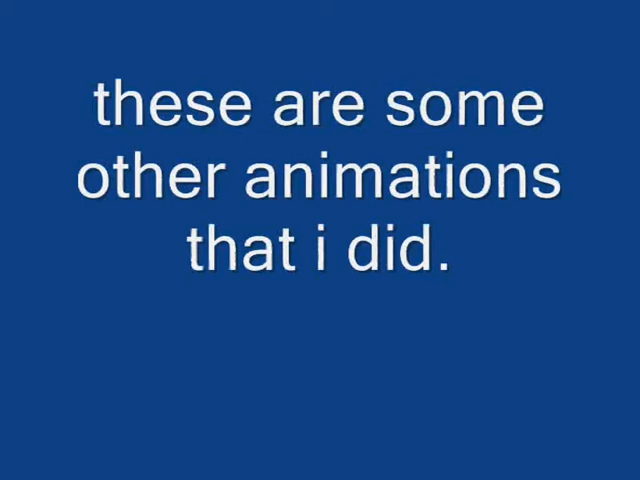 these are some
other animations
that i did.